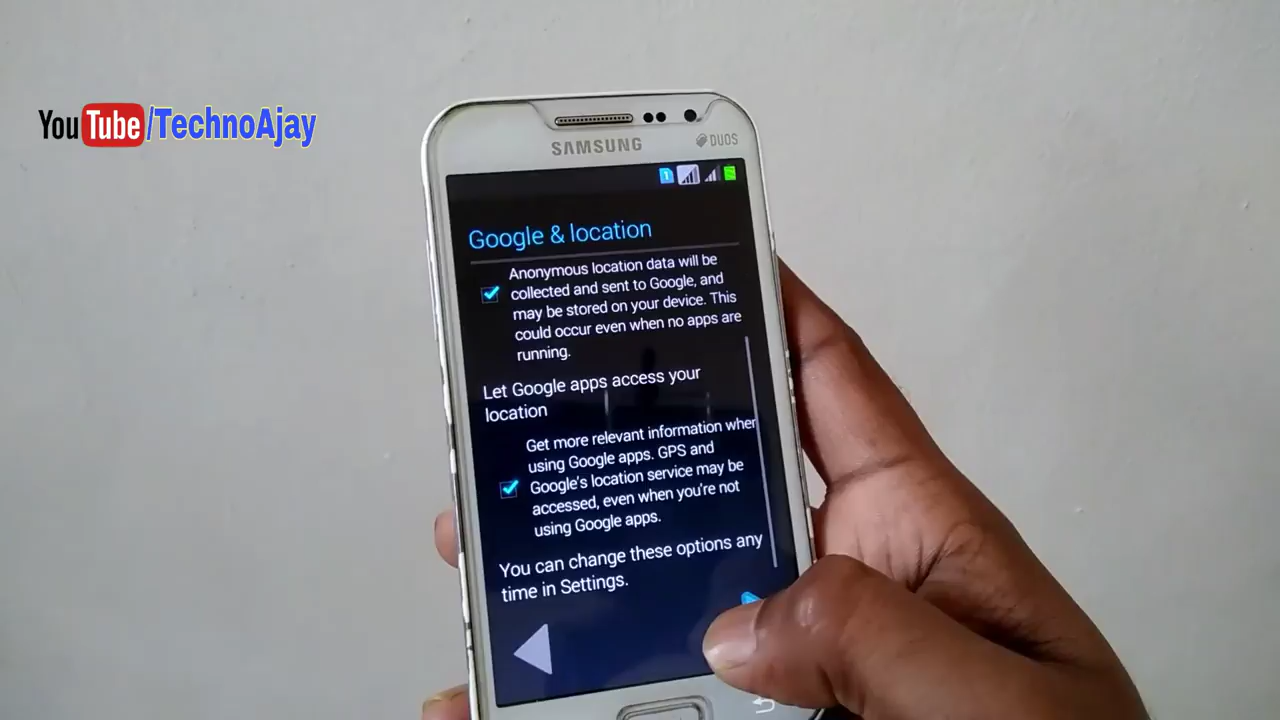 YouTube/TechnoAjay
SAMSUNG
DUOS
1
Google & location
Anonymous location data will be
collected and sent to Google, and
may be stored on your device. This
could occur even when no apps are
running.
Let Google apps access your
location
Get more relevant information when
using Google apps. GPS and
Google's location service may be
accessed, even when you're not
using Google apps.
You can change these options any
time in Settings.